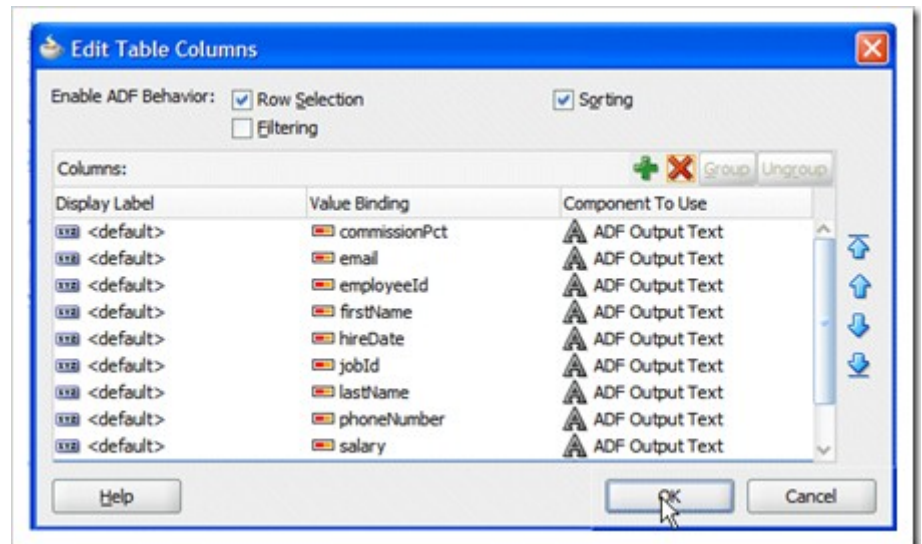 Edit Table Columns
Enable ADF Behavior: Row Selection Sorting
Filtering
Columns: Group Ungroup
Display Label Value Binding Component To Use
<default> commissionPct ADF Output Text
<default> email ADF Output Text
<default> employeeId ADF Output Text
<default> firstName ADF Output Text
<default> hireDate ADF Output Text
<default> jobId ADF Output Text
<default> lastName ADF Output Text
<default> phoneNumber ADF Output Text
<default> salary ADF Output Text
Help OK Cancel